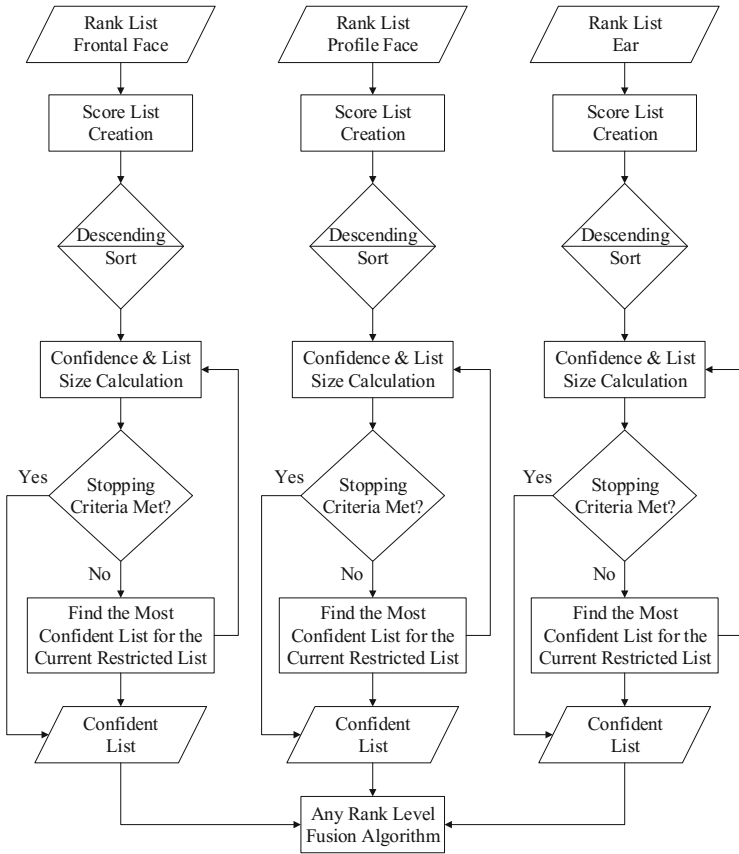 Rank List
Frontal Face
Score List
Creation
Descending
Sort
Confidence & List
Size Calculation
Yes
Stopping
Criteria Met?
No
Find the Most
Confident List for the
Current Restricted List
Confident
List
Rank List
Profile Face
Score List
Creation
Descending
Sort
Confidence & List
Size Calculation
Yes
Stopping
Criteria Met?
No
Find the Most
Confident List for the
Current Restricted List
Confident
List
Rank List
Ear
Score List
Creation
Descending
Sort
Confidence & List
Size Calculation
Yes
Stopping
Criteria Met?
No
Find the Most
Confident List for the
Current Restricted List
Confident
List
Any Rank Level
Fusion Algorithm